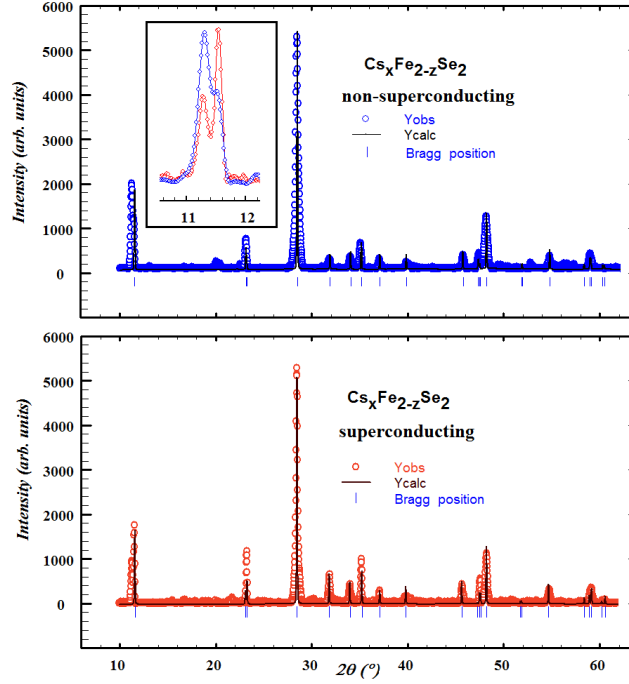 6000
5000
4000
3000
2000
1000
0
Intensity (arb. units)
11 12
CsxFe2-zSe2
non-superconducting
Yobs
Ycalc
Bragg position
6000
5000
4000
3000
2000
1000
0
Intensity (arb. units)
CsxFe2-zSe2
superconducting
Yobs
Ycalc
Bragg position
10 20 30 40 50 60
2θ (°)